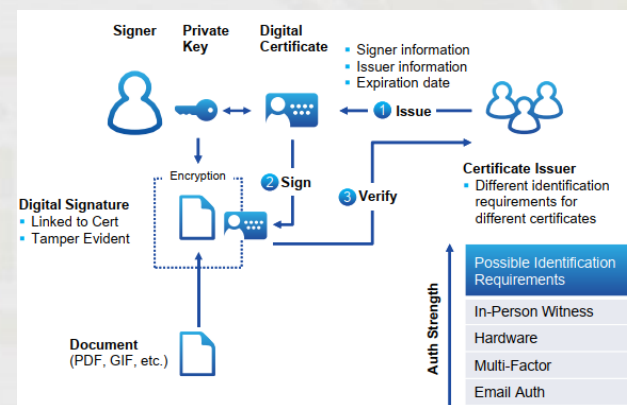 Signer
Private
Key
Digital
Certificate
Signer information
Issuer information
Expiration date
1 Issue
Certificate Issuer
Different identification
requirements for
different certificates
Encryption
2 Sign
3 Verify
Digital Signature
Linked to Cert
Tamper Evident
Document
(PDF, GIF, etc.)
Auth Strength
Possible Identification
Requirements
In-Person Witness
Hardware
Multi-Factor
Email Auth